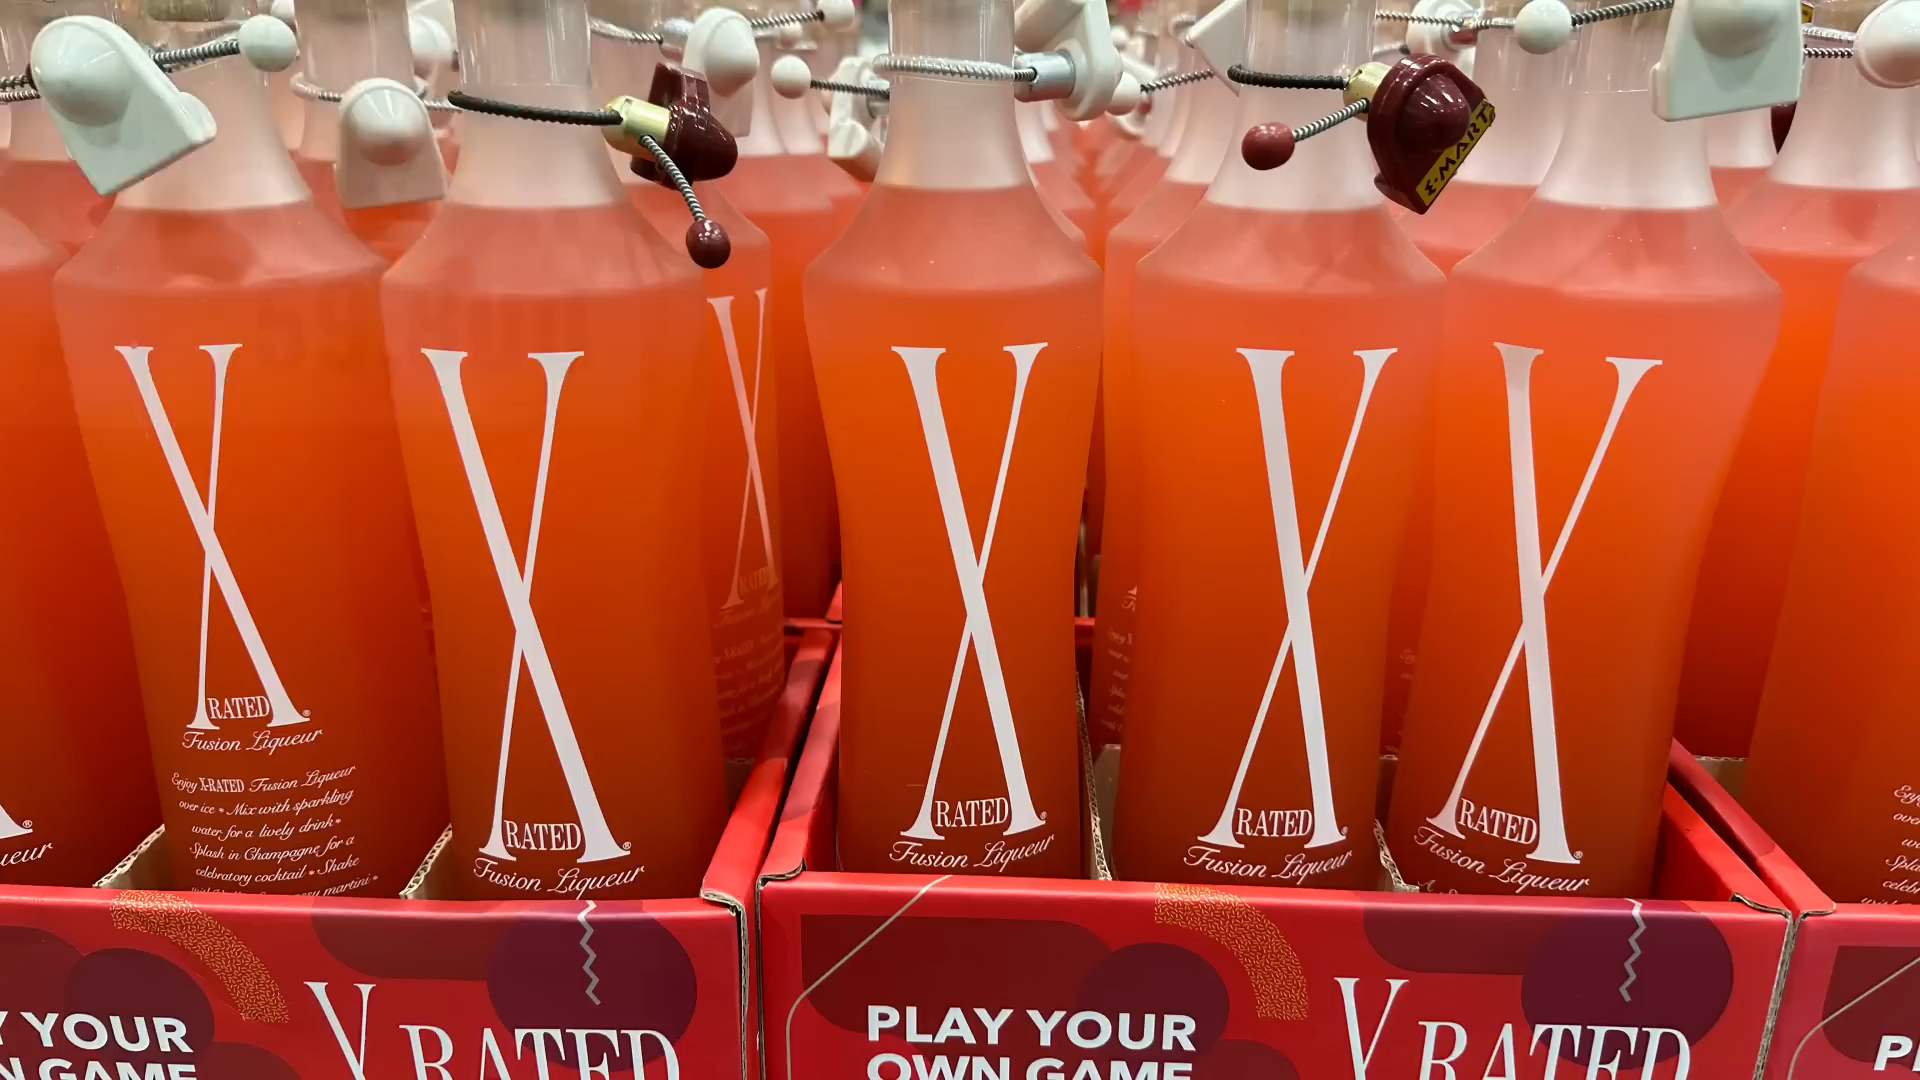 E·MART
X
RATED®
Fusion Liqueur
Enjoy X-RATED Fusion Liqueur
over ice • Mix with sparkling
water for a lively drink •
Splash in Champagne for a
celebratory cocktail • Shake
martini •
X
RATED®
Fusion Liqueur
X
RATED
X
RATED®
Fusion Liqueur
X
RATED®
Fusion Liqueur
X
RATED®
Fusion Liqueur
YOUR
GAME
X RATED
PLAY YOUR
OWN GAME
X RATED